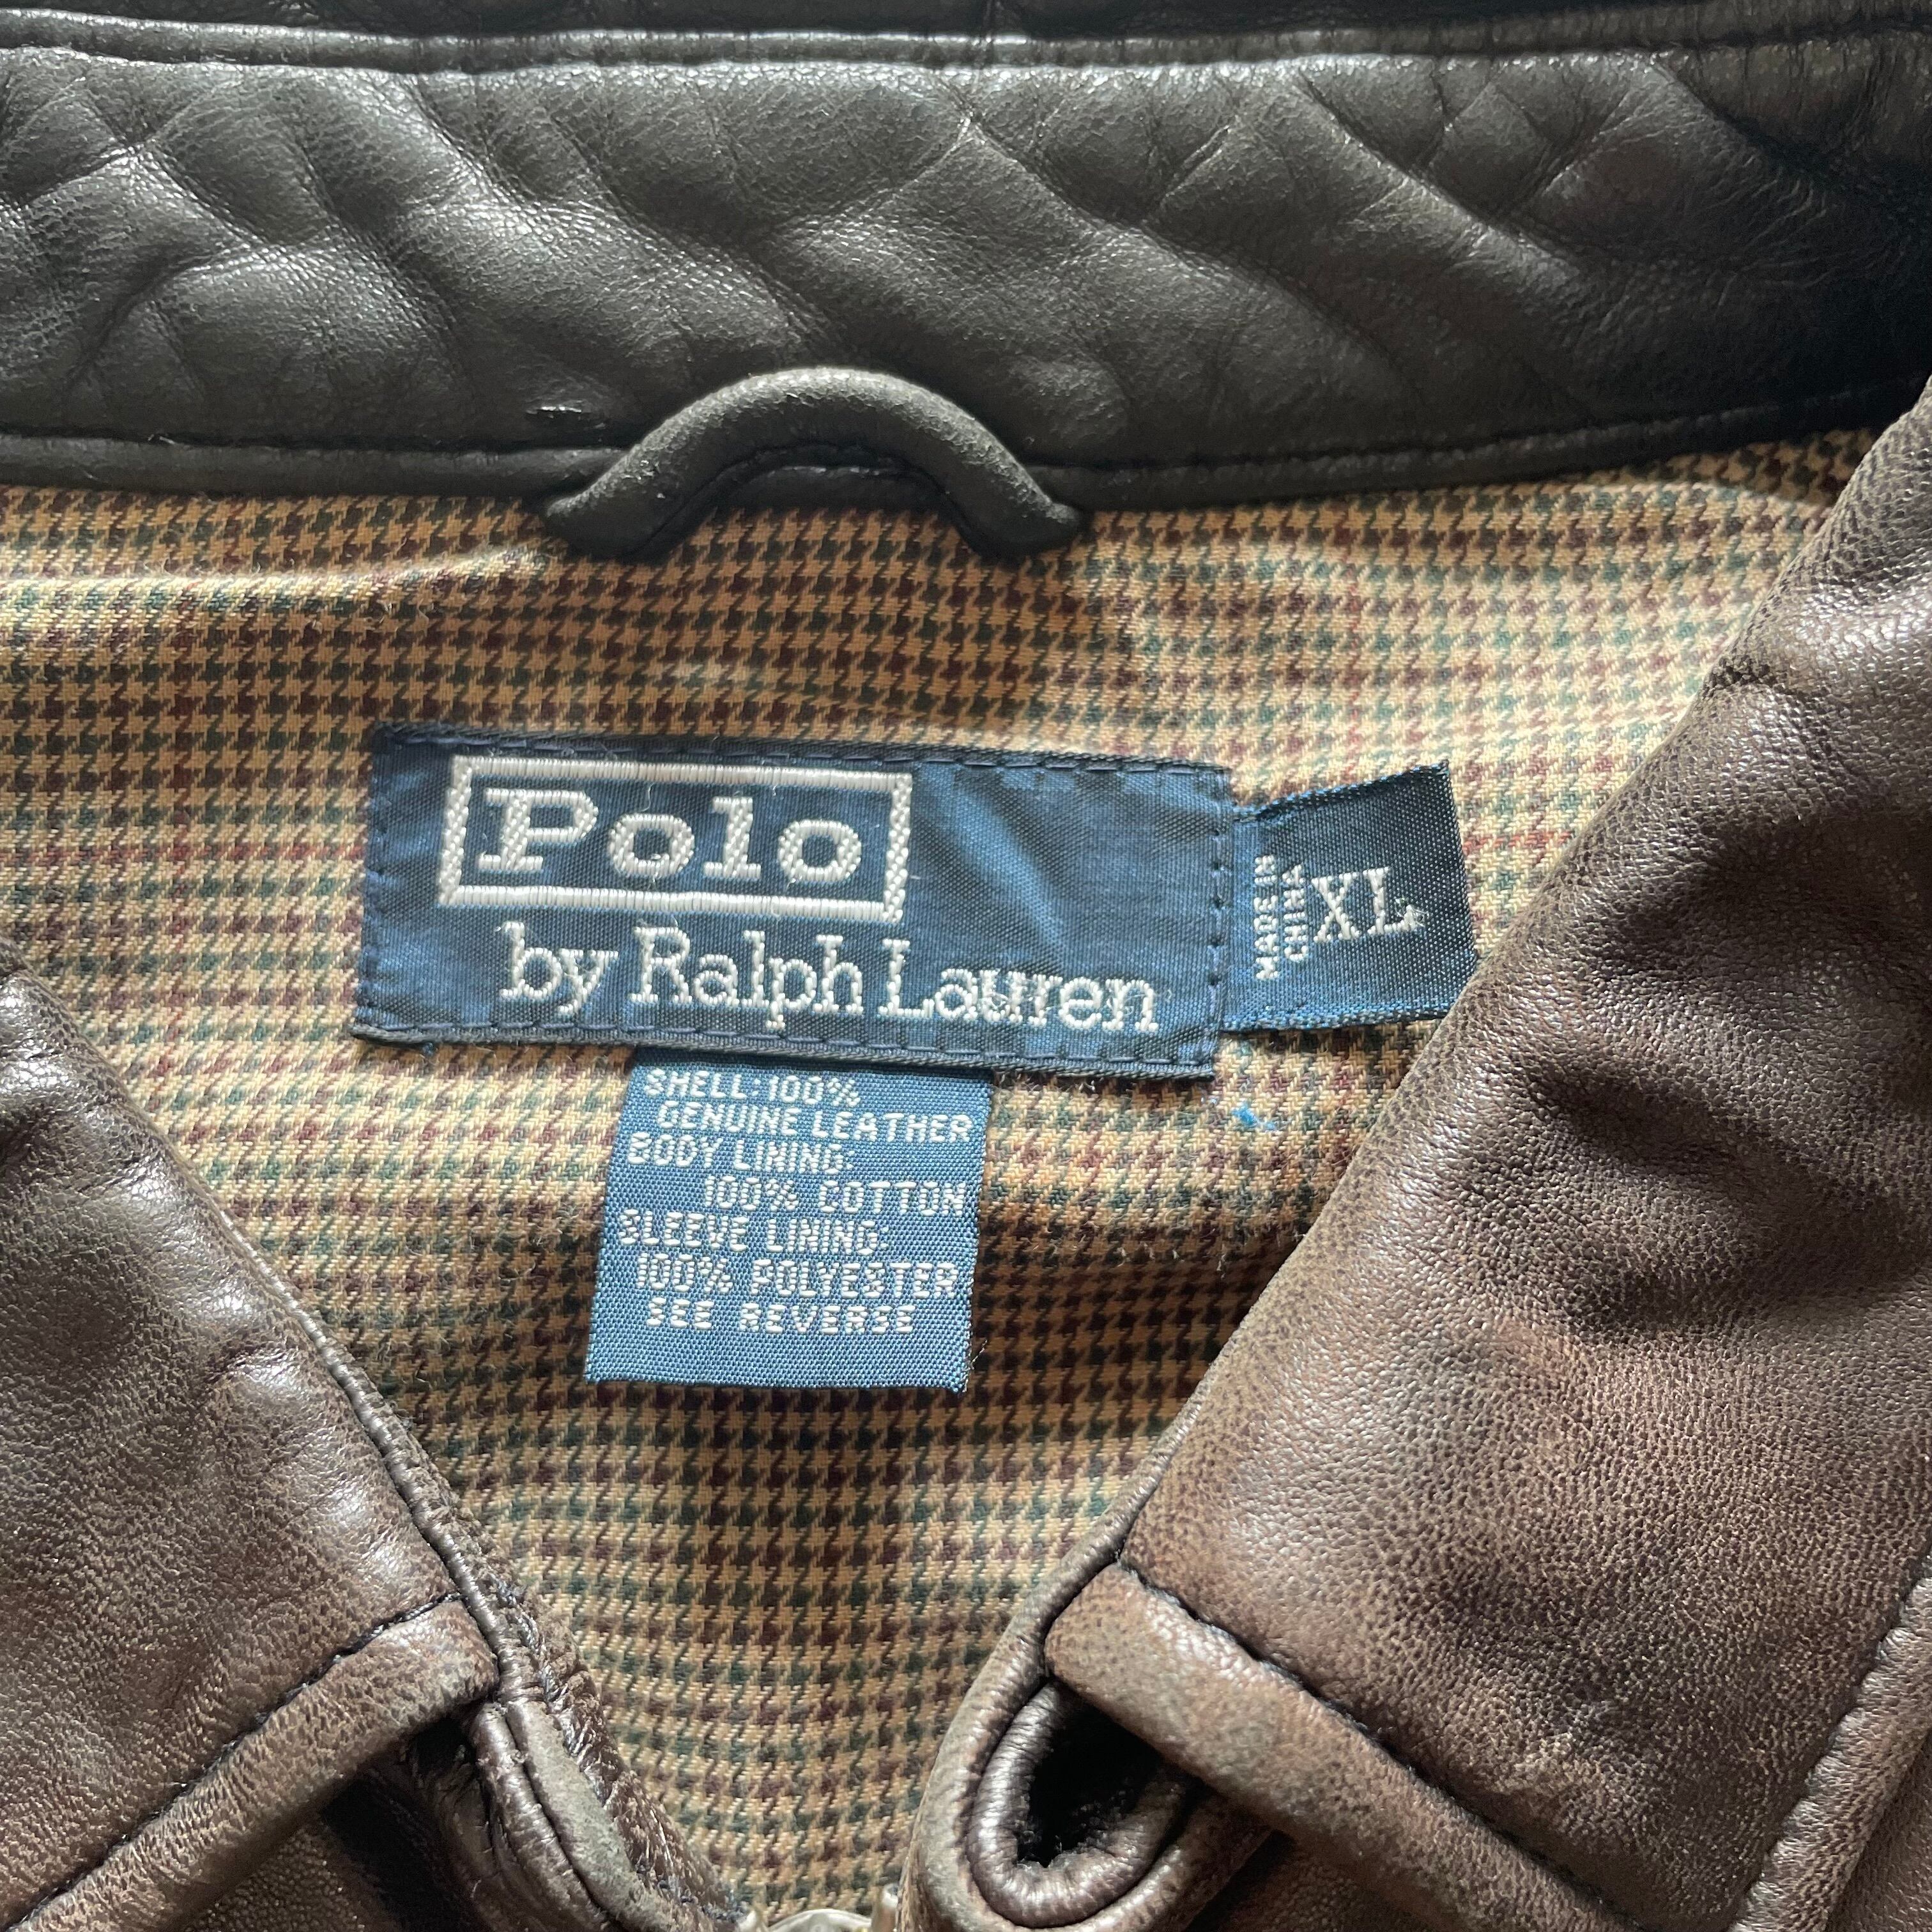 Polo
by Ralph Lauren
MADE IN
CHINA
XL
SHELL: 100%
GENUINE LEATHER
BODY LINING:
100% COTTON
SLEEVE LINING:
100% POLYESTER
SEE REVERSE